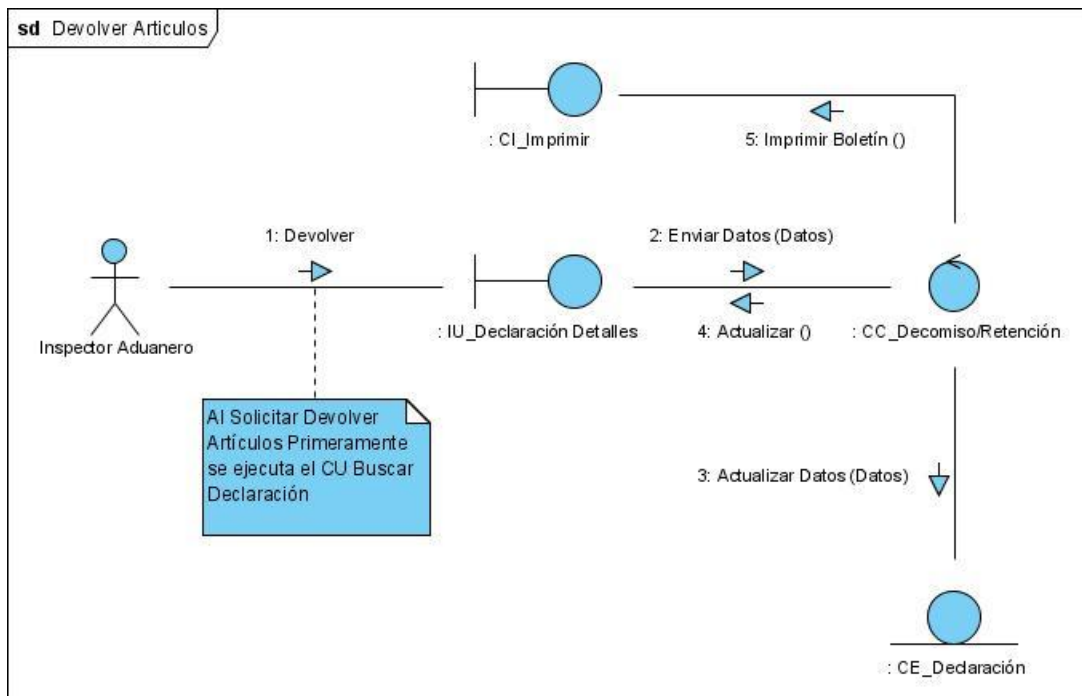 sd Devolver Articulos
: CI_Imprimir
5: Imprimir Boletín ()
1: Devolver
2: Enviar Datos (Datos)
Inspector Aduanero
: IU_Declaración Detalles
4: Actualizar ()
: CC_Decomiso/Retención
Al Solicitar Devolver
Artículos Primeramente
se ejecuta el CU Buscar
Declaración
3: Actualizar Datos (Datos)
: CE_Declaración